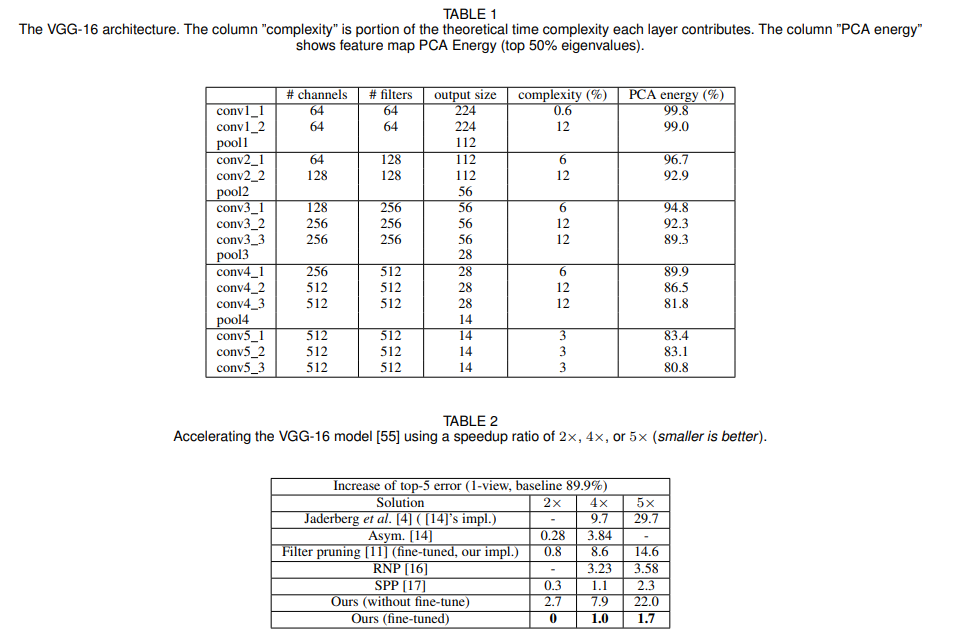 TABLE 1
The VGG-16 architecture. The column "complexity" is portion of the theoretical time complexity each layer contributes. The column "PCA energy"
shows feature map PCA Energy (top 50% eigenvalues).
# channels # filters output size complexity (%) PCA energy (%)
conv1_1 64 64 224 0.6 99.8
conv1_2 64 64 224 12 99.0
pool1 112
conv2_1 64 128 112 6 96.7
conv2_2 128 128 112 12 92.9
pool2 56
conv3_1 128 256 56 6 94.8
conv3_2 256 256 56 12 92.3
conv3_3 256 256 56 12 89.3
pool3 28
conv4_1 256 512 28 6 89.9
conv4_2 512 512 28 12 86.5
conv4_3 512 512 28 12 81.8
pool4 14
conv5_1 512 512 14 3 83.4
conv5_2 512 512 14 3 83.1
conv5_3 512 512 14 3 80.8
TABLE 2
Accelerating the VGG-16 model [55] using a speedup ratio of 2×, 4×, or 5× (smaller is better).
Increase of top-5 error (1-view, baseline 89.9%)
Solution 2× 4× 5×
Jaderberg et al. [4] ( [14]'s impl.) - 9.7 29.7
Asym. [14] 0.28 3.84 -
Filter pruning [11] (fine-tuned, our impl.) 0.8 8.6 14.6
RNP [16] - 3.23 3.58
SPP [17] 0.3 1.1 2.3
Ours (without fine-tune) 2.7 7.9 22.0
Ours (fine-tuned) 0 1.0 1.7